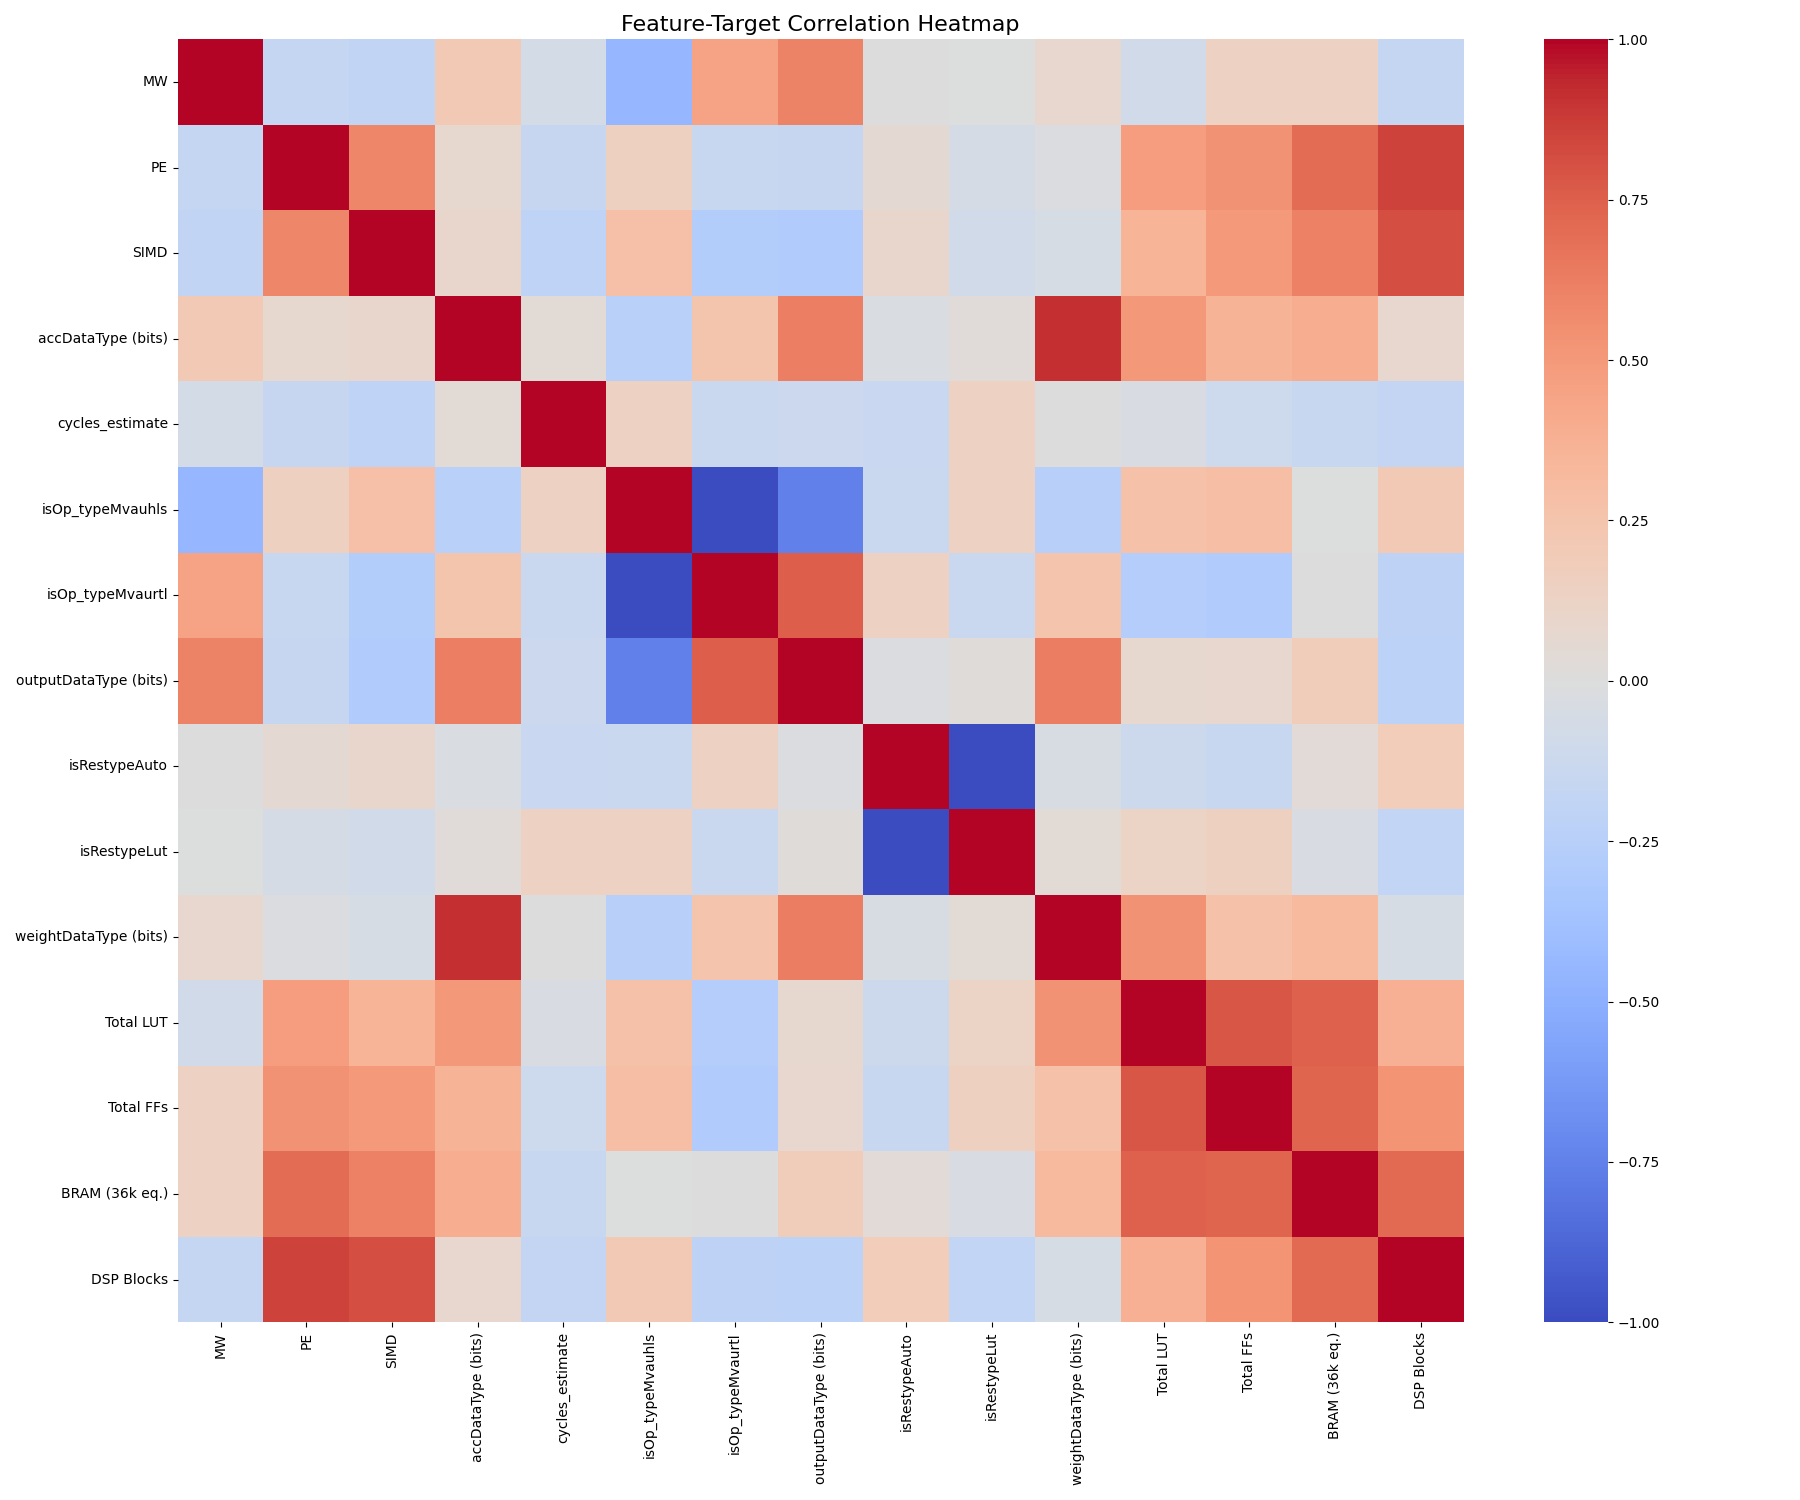 Feature-Target Correlation Heatmap
MW
PE
SIMD
accDataType (bits)
cycles_estimate
isOp_typeMvauhls
isOp_typeMvaurtl
outputDataType (bits)
isRestypeAuto
isRestypeLut
weightDataType (bits)
Total LUT
Total FFs
BRAM (36k eq.)
DSP Blocks
MW
PE
SIMD
accDataType (bits)
cycles_estimate
isOp_typeMvauhls
isOp_typeMvaurtl
outputDataType (bits)
isRestypeAuto
isRestypeLut
weightDataType (bits)
Total LUT
Total FFs
BRAM (36k eq.)
DSP Blocks
1.00
0.75
0.50
0.25
0.00
−0.25
−0.50
−0.75
−1.00